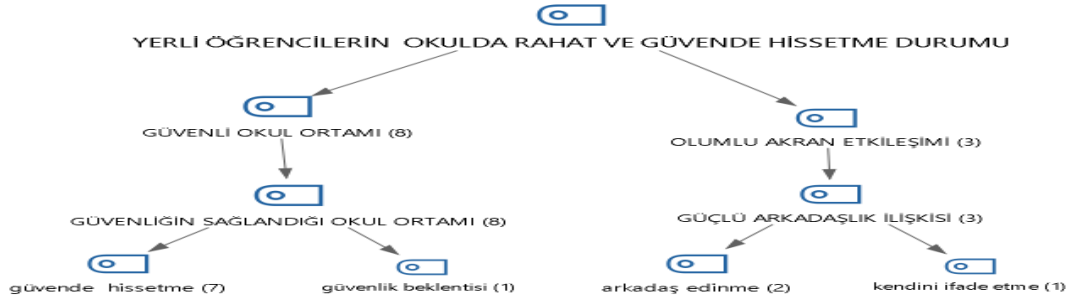 YERLİ ÖĞRENCİLERİN OKULDA RAHAT VE GÜVENDE HİSSETME DURUMU
GÜVENLİ OKUL ORTAMI (8)
OLUMLU AKRAN ETKİLEŞİMİ (3)
GÜVENLİĞİN SAĞLANDIĞI OKUL ORTAMI (8)
GÜÇLÜ ARKADAŞLIK İLİŞKİSİ (3)
güvende hissetme (7)
güvenlik beklentisi (1)
arkadaş edinme (2)
kendini ifade etme (1)